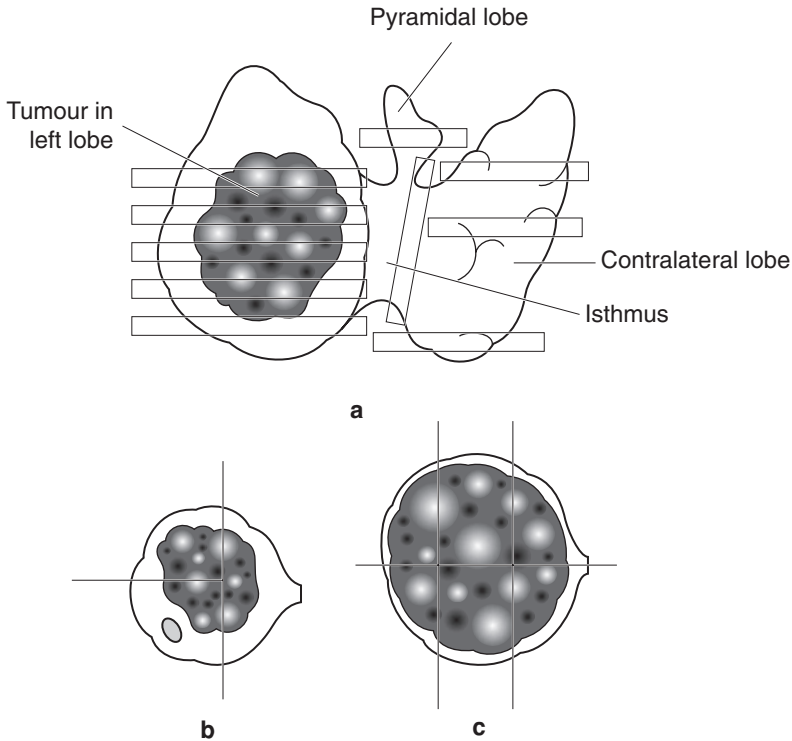 Pyramidal lobe
Tumour in
left lobe
Contralateral lobe
Isthmus
a
b
c